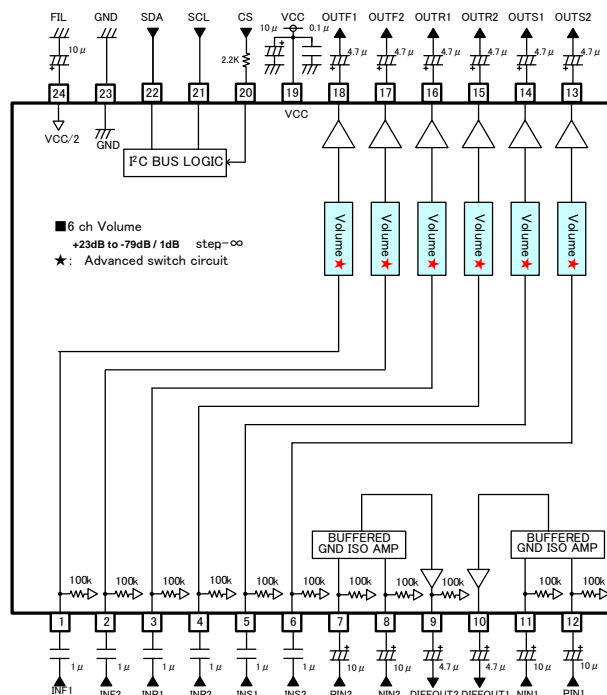 FIL GND SDA SCL CS VCC OUTF1 OUTF2 OUTR1 OUTR2 OUTS1 OUTS2
10μ 2.2K 10μ 0.1μ 4.7μ 4.7μ 4.7μ 4.7μ 4.7μ 4.7μ
24 23 22 21 20 19 18 17 16 15 14 13
VCC/2 GND VCC
I²C BUS LOGIC
■6 ch Volume
+23dB to -79dB / 1dB step-∞
★: Advanced switch circuit
Volume★ Volume★ Volume★ Volume★ Volume★ Volume★
BUFFERED BUFFERED
GND ISO AMP GND ISO AMP
100k 100k 100k 100k 100k 100k 100k 100k 100k 100k 100k
1 2 3 4 5 6 7 8 9 10 11 12
1μ 1μ 1μ 1μ 1μ 1μ 10μ 10μ 4.7μ 4.7μ 10μ 10μ
INF1 INF2 INR1 INR2 INS1 INS2 PIN2 NIN2 DIFFOUT2 DIFFOUT1 NIN1 PIN1